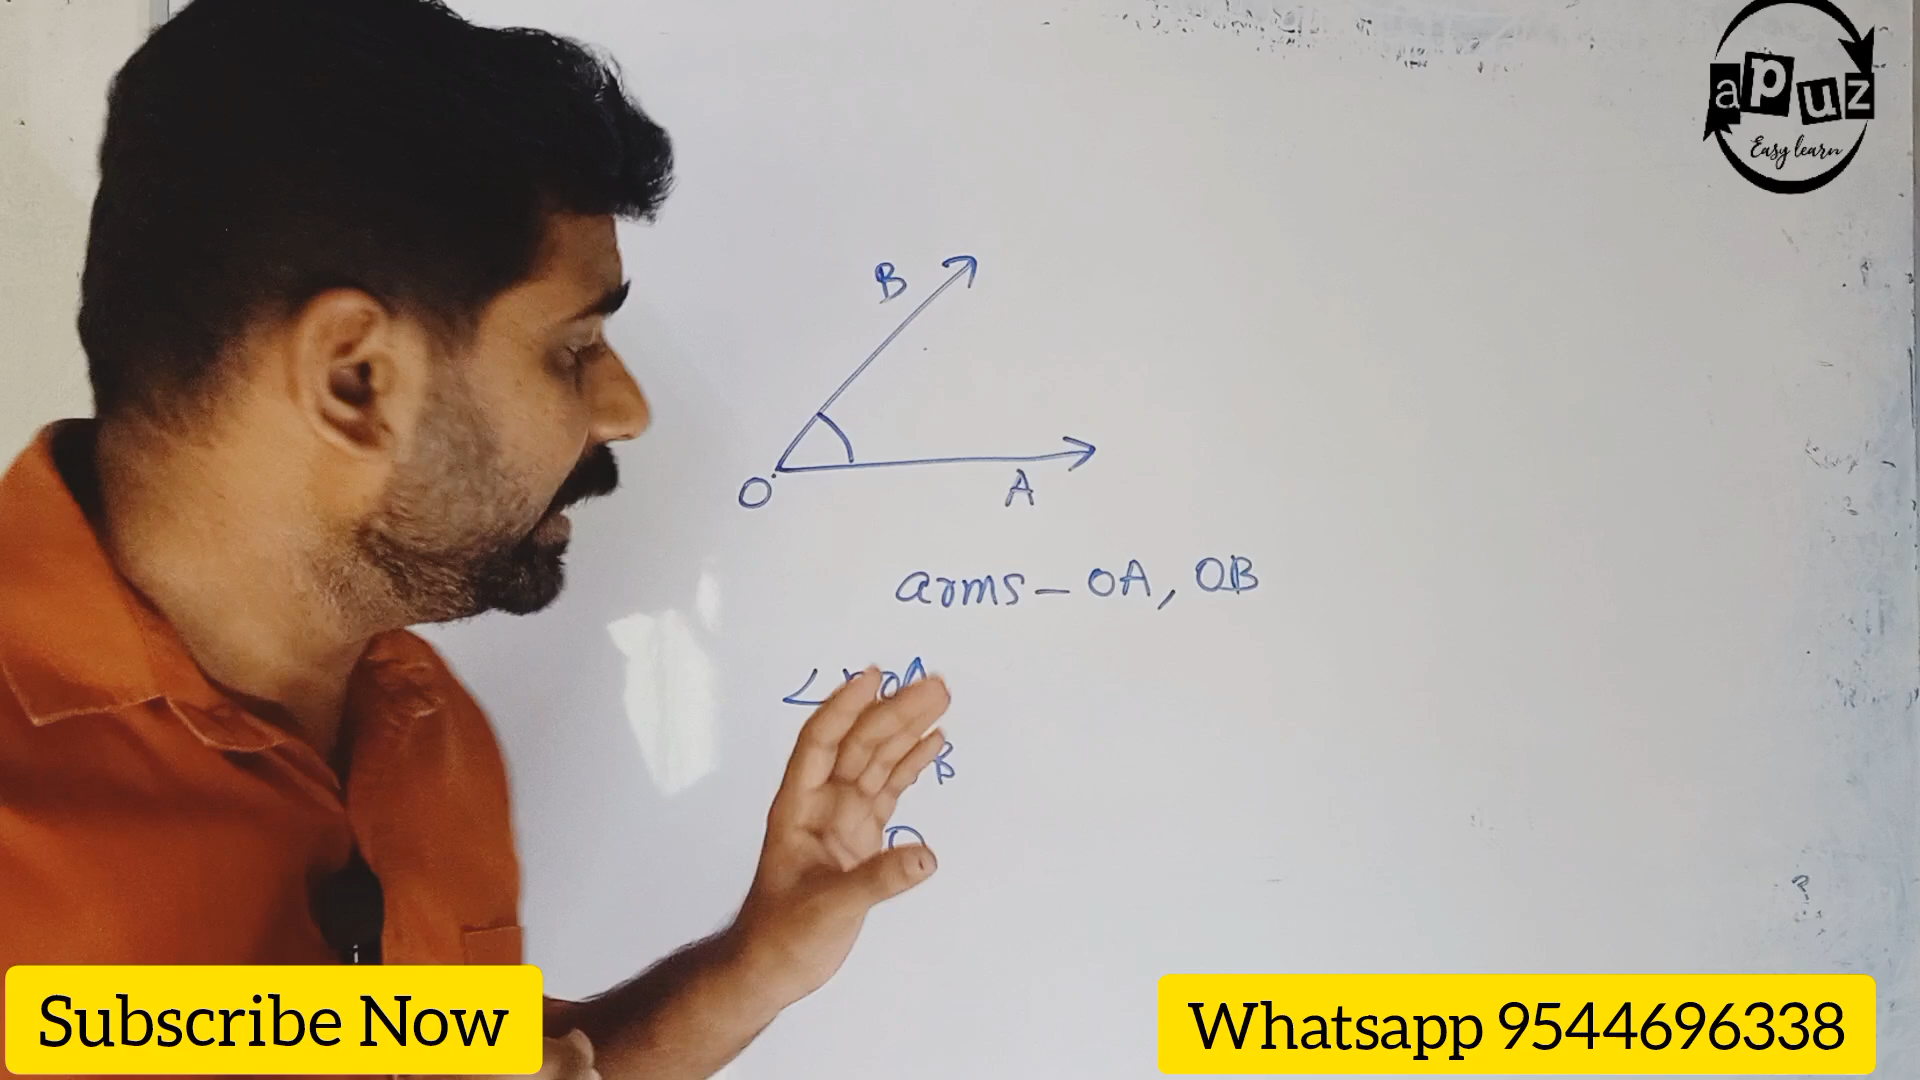 apuz
Easy learn
B
O
A
arms - OA, OB
B
Subscribe Now
Whatsapp 9544696338